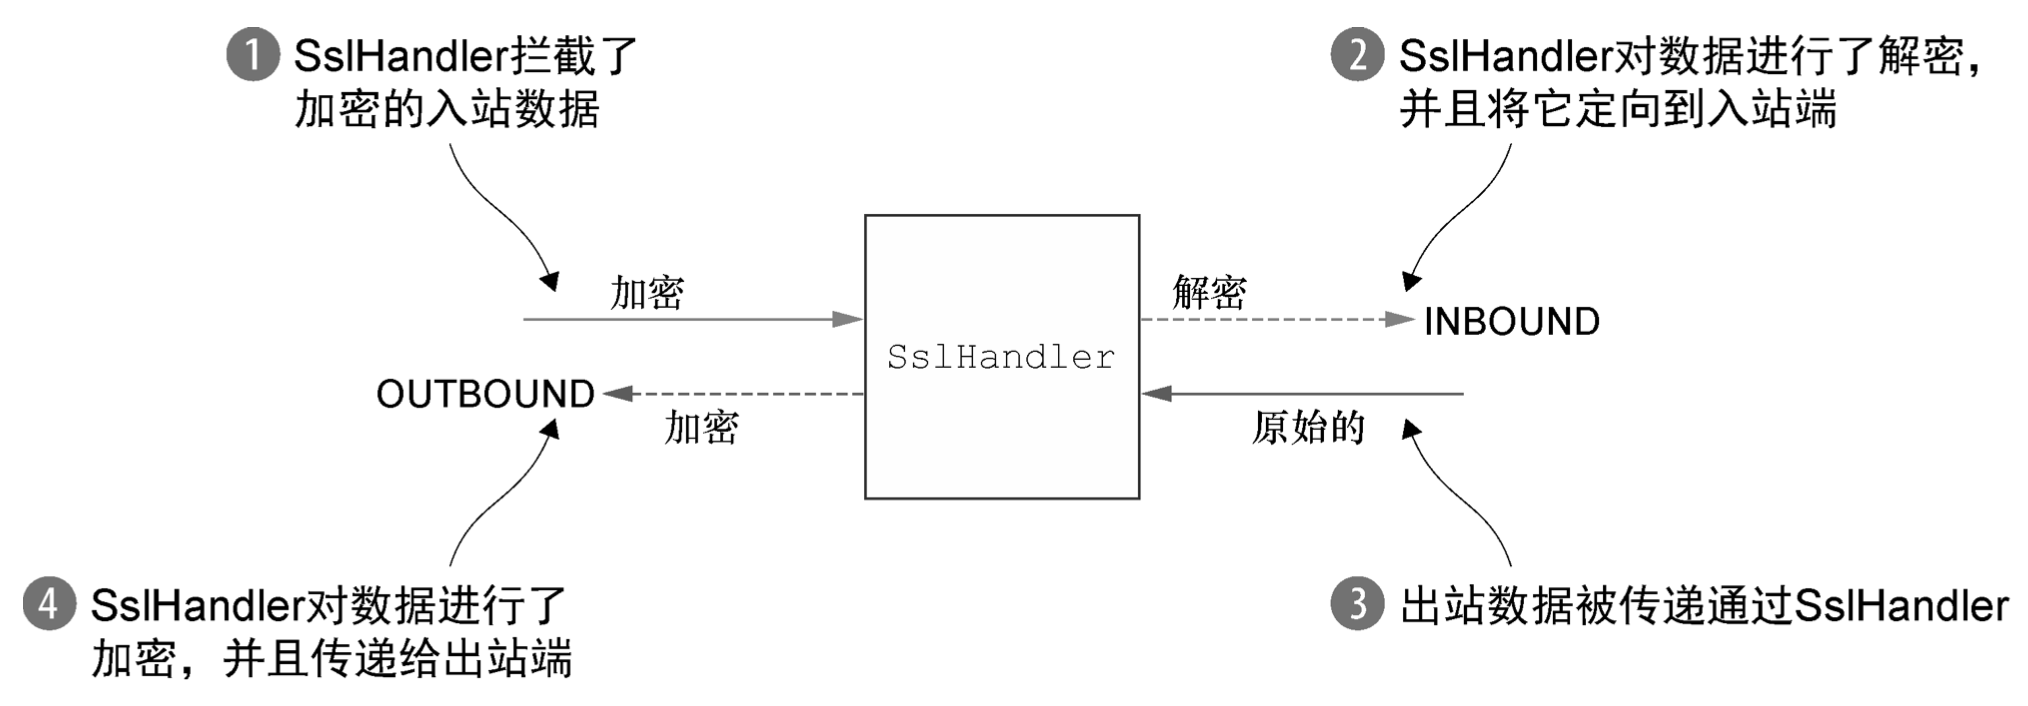 1 SslHandler拦截了
加密的入站数据
2 SslHandler对数据进行了解密，
并且将它定向到入站端
加密
解密
INBOUND
SslHandler
OUTBOUND
加密
原始的
4 SslHandler对数据进行了
加密，并且传递给出站端
3 出站数据被传递通过SslHandler